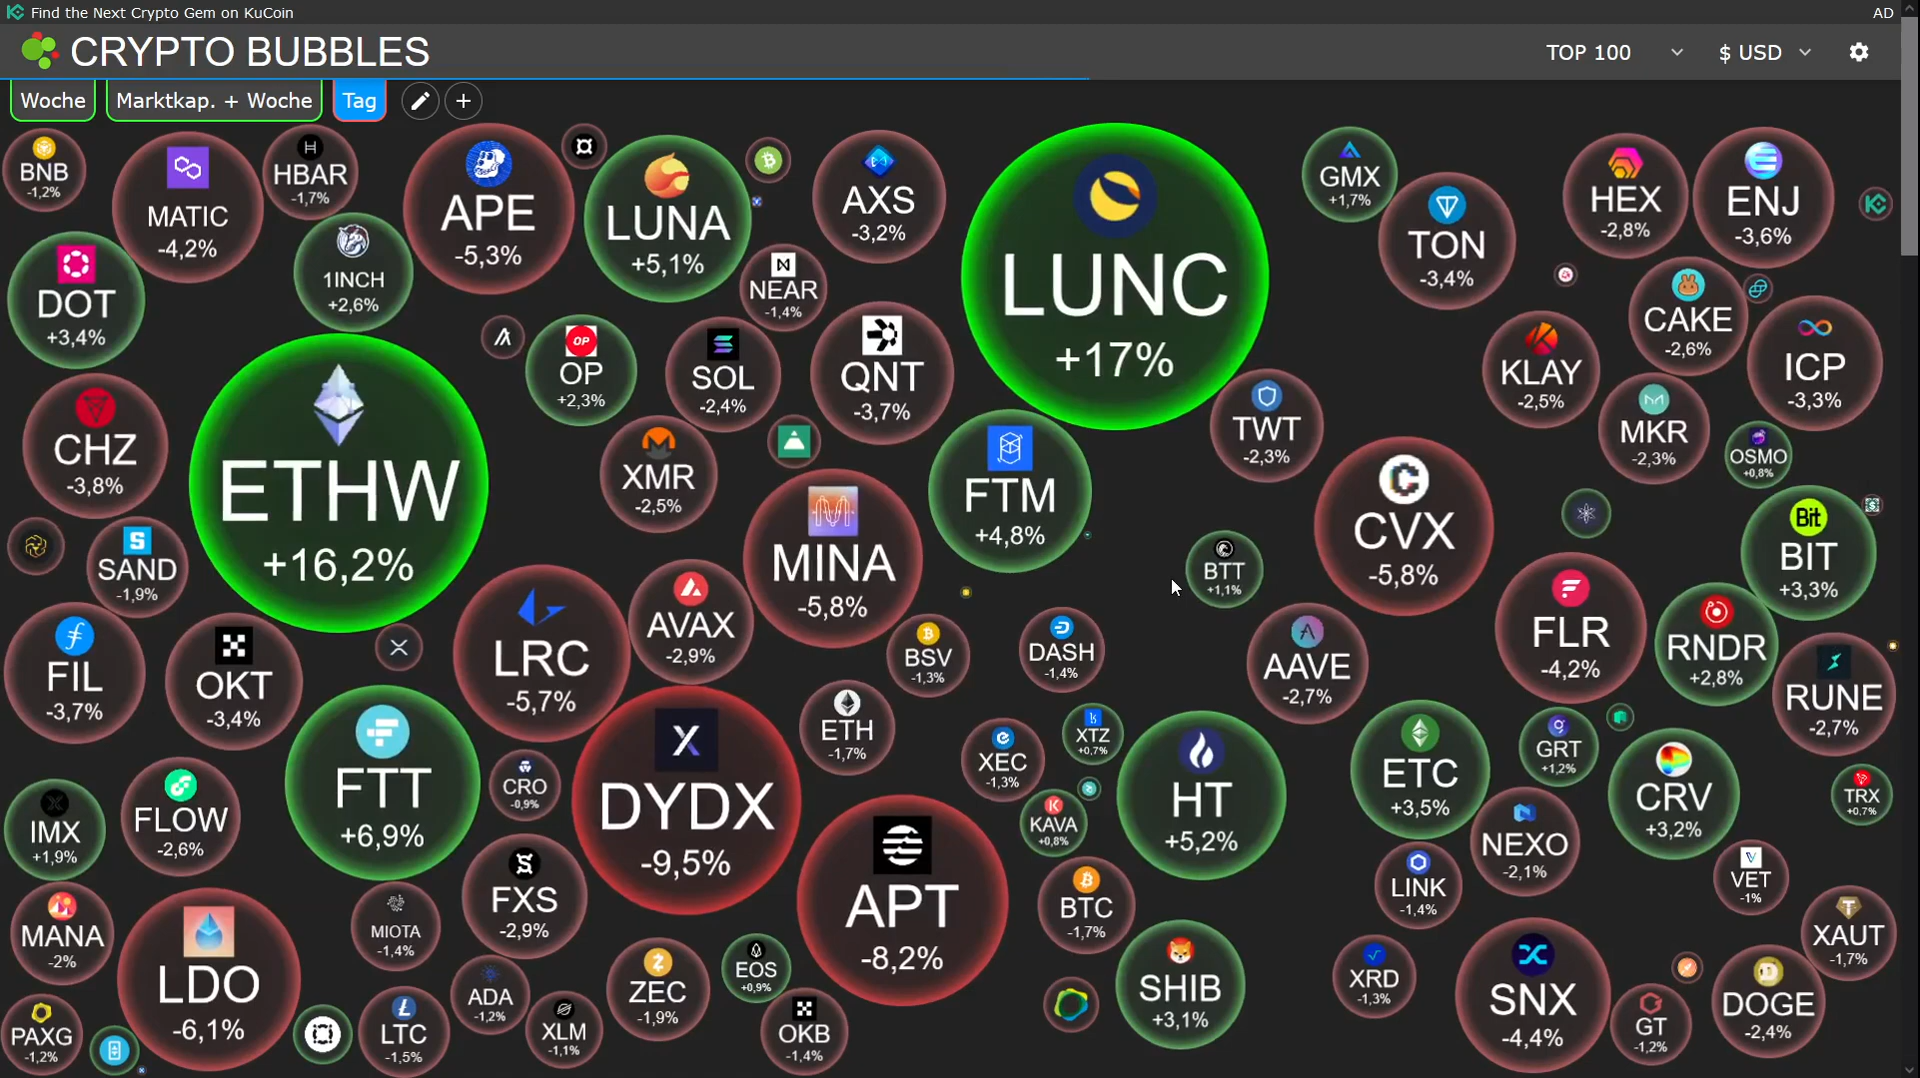 Find the Next Crypto Gem on KuCoin
AD
CRYPTO BUBBLES
TOP 100
$ USD
Woche
Marktkap. + Woche
Tag
BNB
-1,2%
MATIC
-4,2%
HBAR
-1,7%
APE
-5,3%
LUNA
+5,1%
AXS
-3,2%
LUNC
+17%
GMX
+1,7%
TON
-3,4%
HEX
-2,8%
ENJ
-3,6%
DOT
+3,4%
1INCH
+2,6%
NEAR
-1,4%
OP
+2,3%
SOL
-2,4%
QNT
-3,7%
KLAY
-2,5%
CAKE
-2,6%
ICP
-3,3%
CHZ
-3,8%
ETHW
+16,2%
XMR
-2,5%
FTM
+4,8%
TWT
-2,3%
MKR
-2,3%
OSMO
+0,8%
SAND
-1,9%
MINA
-5,8%
BTT
+1,1%
CVX
-5,8%
Bit
BIT
+3,3%
FIL
-3,7%
OKT
-3,4%
LRC
-5,7%
AVAX
-2,9%
BSV
-1,3%
DASH
-1,4%
AAVE
-2,7%
FLR
-4,2%
RNDR
+2,8%
RUNE
-2,7%
FTT
+6,9%
CRO
-0,9%
DYDX
-9,5%
ETH
-1,7%
XEC
-1,3%
XTZ
+0,7%
HT
+5,2%
ETC
+3,5%
GRT
+1,2%
CRV
+3,2%
TRX
+0,7%
IMX
+1,9%
FLOW
-2,6%
KAVA
+0,8%
NEXO
-2,1%
MANA
-2%
LDO
-6,1%
MIOTA
-1,4%
FXS
-2,9%
APT
-8,2%
BTC
-1,7%
LINK
-1,4%
VET
-1%
XAUT
-1,7%
PAXG
-1,2%
LTC
-1,5%
ADA
-1,2%
XLM
-1,1%
ZEC
-1,9%
EOS
+0,9%
OKB
-1,4%
SHIB
+3,1%
XRD
-1,3%
SNX
-4,4%
GT
-1,2%
DOGE
-2,4%